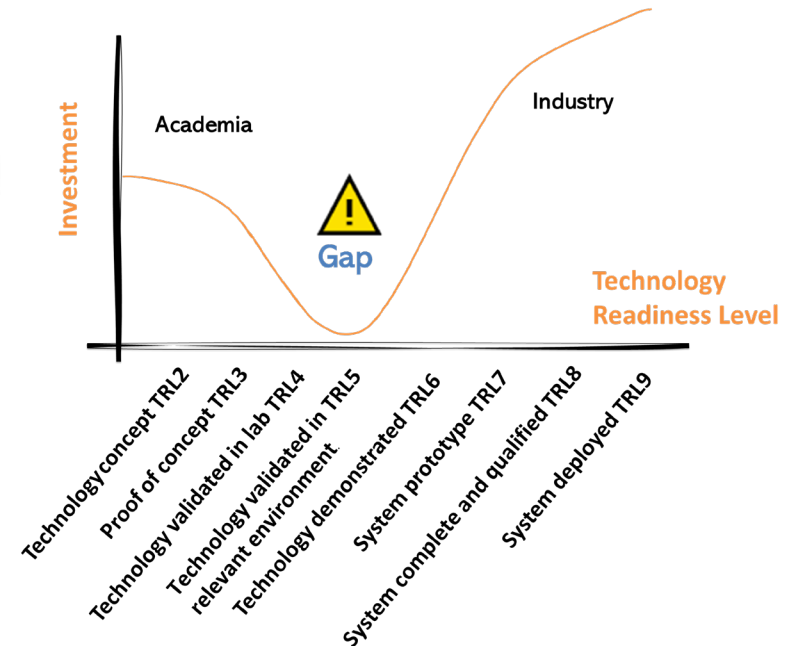 Investment
Academia
Industry
!
Gap
Technology
Readiness Level
Technology concept TRL2
Proof of concept TRL3
Technology validated in lab TRL4
Technology validated in TRL5
relevant environment
Technology demonstrated TRL6
System prototype TRL7
System complete and qualified TRL8
System deployed TRL9